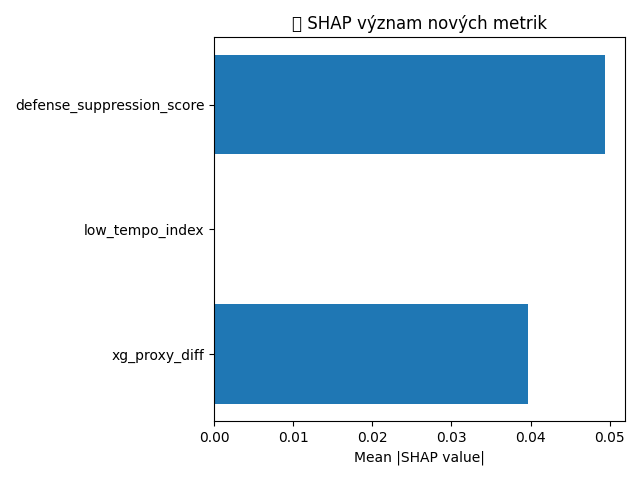 SHAP význam nových metrik
defense_suppression_score
low_tempo_index
xg_proxy_diff
0.00 0.01 0.02 0.03 0.04 0.05
Mean |SHAP value|